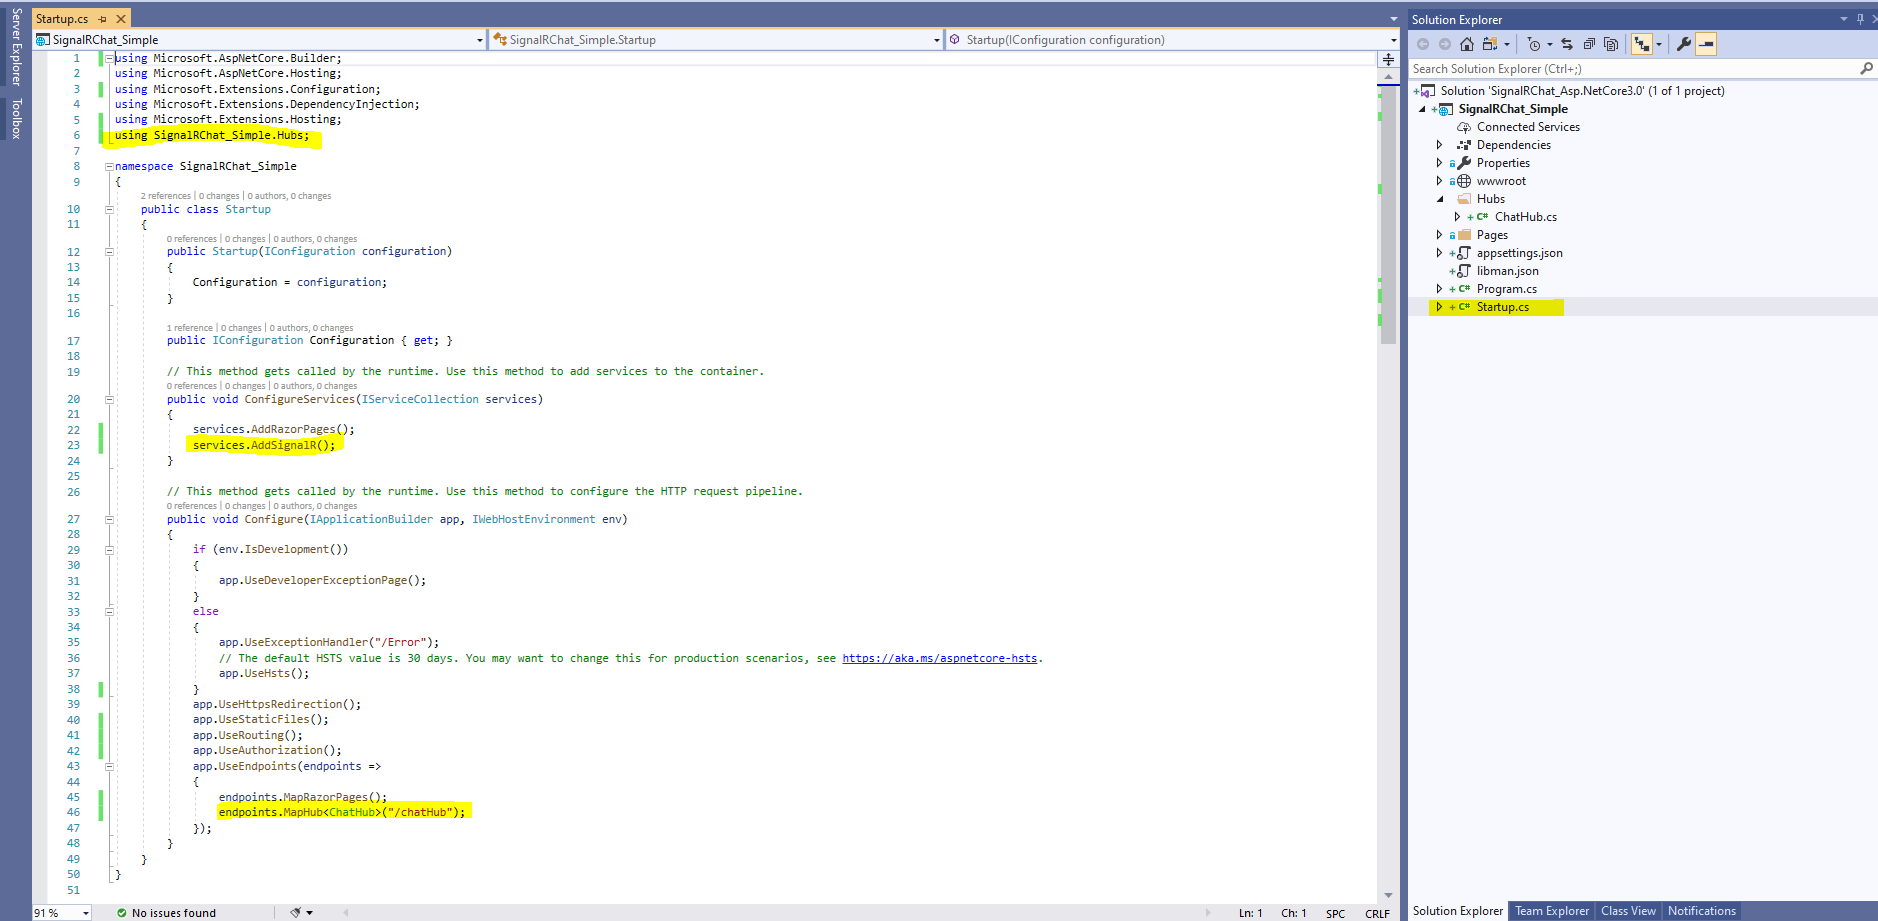 Server Explorer
Toolbox
Startup.cs
SignalRChat_Simple
SignalRChat_Simple.Startup
Startup(IConfiguration configuration)
1 using Microsoft.AspNetCore.Builder;
2 using Microsoft.AspNetCore.Hosting;
3 using Microsoft.Extensions.Configuration;
4 using Microsoft.Extensions.DependencyInjection;
5 using Microsoft.Extensions.Hosting;
6 using SignalRChat_Simple.Hubs;
7
8 namespace SignalRChat_Simple
9 {
2 references | 0 changes | 0 authors, 0 changes
10 public class Startup
11 {
0 references | 0 changes | 0 authors, 0 changes
12 public Startup(IConfiguration configuration)
13 {
14 Configuration = configuration;
15 }
16
1 reference | 0 changes | 0 authors, 0 changes
17 public IConfiguration Configuration { get; }
18
19 // This method gets called by the runtime. Use this method to add services to the container.
0 references | 0 changes | 0 authors, 0 changes
20 public void ConfigureServices(IServiceCollection services)
21 {
22 services.AddRazorPages();
23 services.AddSignalR();
24 }
25
26 // This method gets called by the runtime. Use this method to configure the HTTP request pipeline.
0 references | 0 changes | 0 authors, 0 changes
27 public void Configure(IApplicationBuilder app, IWebHostEnvironment env)
28 {
29 if (env.IsDevelopment())
30 {
31 app.UseDeveloperExceptionPage();
32 }
33 else
34 {
35 app.UseExceptionHandler("/Error");
36 // The default HSTS value is 30 days. You may want to change this for production scenarios, see https://aka.ms/aspnetcore-hsts.
37 app.UseHsts();
38 }
39 app.UseHttpsRedirection();
40 app.UseStaticFiles();
41 app.UseRouting();
42 app.UseAuthorization();
43 app.UseEndpoints(endpoints =>
44 {
45 endpoints.MapRazorPages();
46 endpoints.MapHub<ChatHub>("/chatHub");
47 });
48 }
49 }
50 }
51
91 %
No issues found
Ln: 1 Ch: 1 SPC CRLF
Solution Explorer
Search Solution Explorer (Ctrl+;)
Solution 'SignalRChat_Asp.NetCore3.0' (1 of 1 project)
SignalRChat_Simple
Connected Services
Dependencies
Properties
wwwroot
Hubs
C# ChatHub.cs
Pages
appsettings.json
libman.json
C# Program.cs
C# Startup.cs
Solution Explorer Team Explorer Class View Notifications